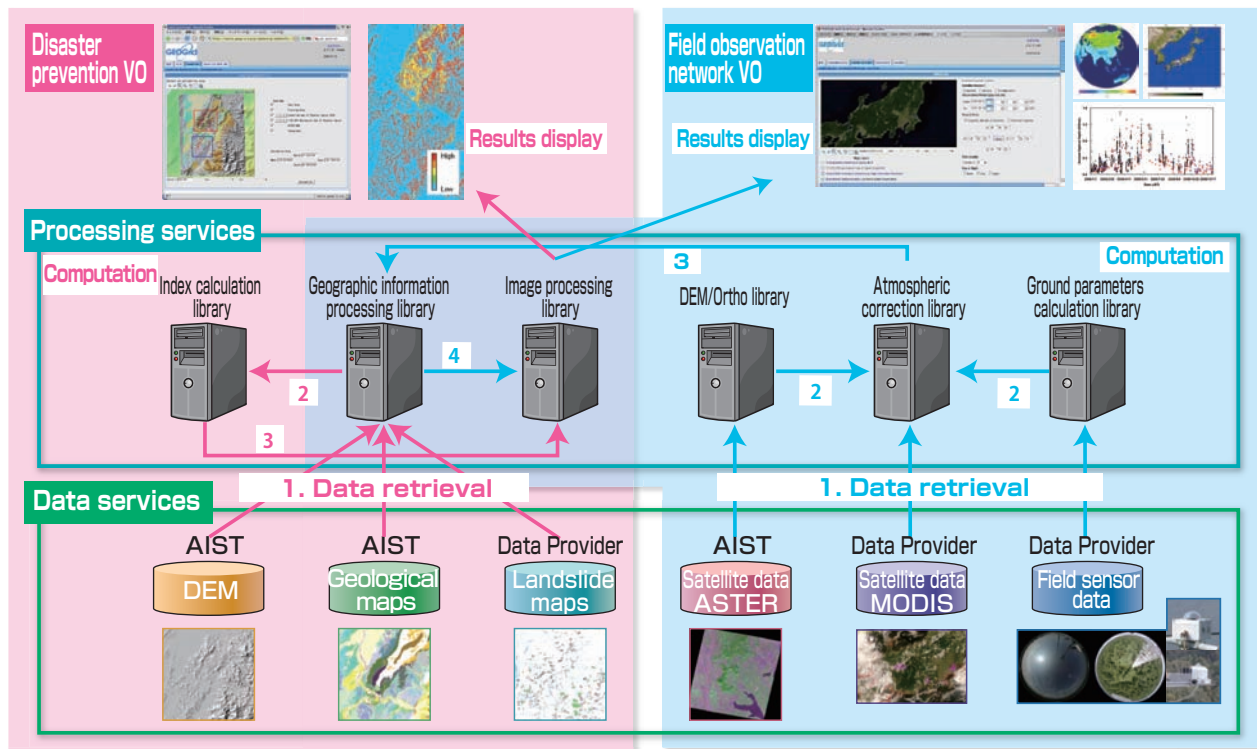 Disaster
prevention VO
GEOGrid
Results display
High
Low
Field observation
network VO
GEOGrid
Results display
Processing services
Computation
Index calculation
library
Geographic information
processing library
Image processing
library
3
DEM/Ortho library
Atmospheric
correction library
Ground parameters
calculation library
Computation
2
4
2
2
3
1. Data retrieval
1. Data retrieval
Data services
AIST
DEM
AIST
Geological
maps
Data Provider
Landslide
maps
AIST
Satellite data
ASTER
Data Provider
Satellite data
MODIS
Data Provider
Field sensor
data